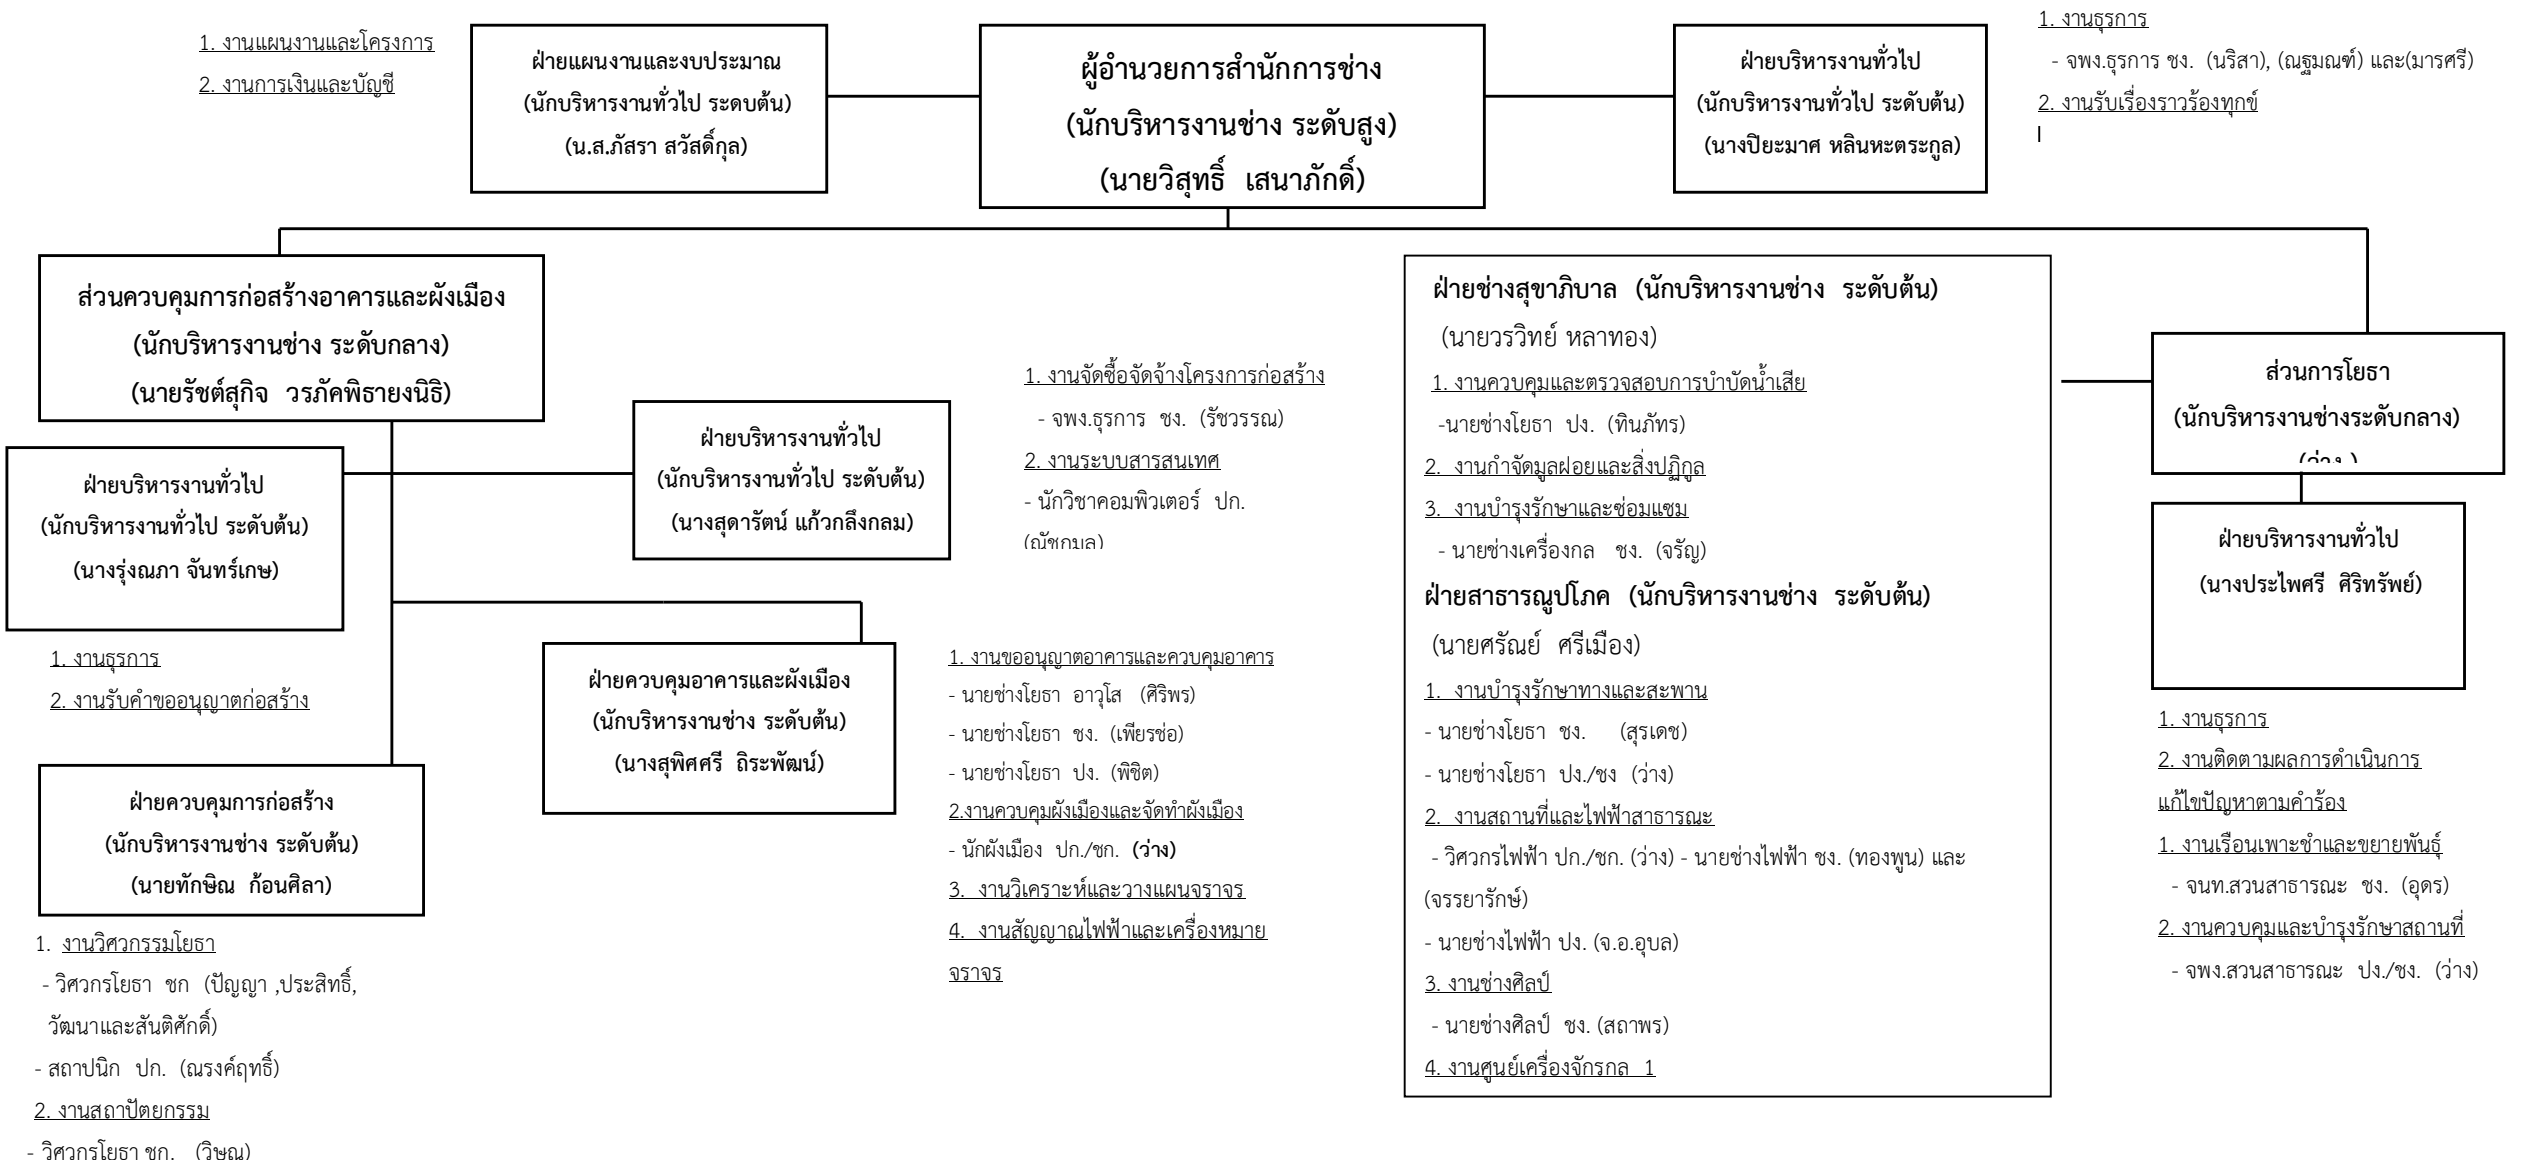 1. งานแผนงานและโครงการ
2. งานการเงินและบัญชี
ฝ่ายแผนงานและงบประมาณ
(นักบริหารงานทั่วไป ระดบต้น)
(น.ส.ภัสรา สวัสดิ์กุล)
ผู้อำนวยการสำนักการช่าง
(นักบริหารงานช่าง ระดับสูง)
(นายวิสุทธิ์ เสนาภักดิ์)
ฝ่ายบริหารงานทั่วไป
(นักบริหารงานทั่วไป ระดับต้น)
(นางปิยะมาศ หลินหะตระกูล)
1. งานธุรการ
- จพง.ธุรการ ชง. (นริสา), (ณฐมณฑ์) และ(มารศรี)
2. งานรับเรื่องราวร้องทุกข์
ส่วนควบคุมการก่อสร้างอาคารและผังเมือง
(นักบริหารงานช่าง ระดับกลาง)
(นายรัชต์สุกิจ วรภัคพิธายงนิธิ)
ฝ่ายบริหารงานทั่วไป
(นักบริหารงานทั่วไป ระดับต้น)
(นางรุ่งณภา จันทร์เกษ)
1. งานธุรการ
2. งานรับคำขออนุญาตก่อสร้าง
ฝ่ายบริหารงานทั่วไป
(นักบริหารงานทั่วไป ระดับต้น)
(นางสุดารัตน์ แก้วกลึงกลม)
1. งานจัดซื้อจัดจ้างโครงการก่อสร้าง
- จพง.ธุรการ ชง. (รัชวรรณ)
2. งานระบบสารสนเทศ
- นักวิชาคอมพิวเตอร์ ปก.
(ณัชกมล)
ฝ่ายควบคุมอาคารและผังเมือง
(นักบริหารงานช่าง ระดับต้น)
(นางสุพิศศรี ถิระพัฒน์)
1. งานขออนุญาตอาคารและควบคุมอาคาร
- นายช่างโยธา อาวุโส (ศิริพร)
- นายช่างโยธา ชง. (เพียรช่อ)
- นายช่างโยธา ปง. (พิชิต)
2.งานควบคุมผังเมืองและจัดทำผังเมือง
- นักผังเมือง ปก./ชก. (ว่าง)
3. งานวิเคราะห์และวางแผนจราจร
4. งานสัญญาณไฟฟ้าและเครื่องหมาย
จราจร
ฝ่ายควบคุมการก่อสร้าง
(นักบริหารงานช่าง ระดับต้น)
(นายทักษิณ ก้อนศิลา)
1. งานวิศวกรรมโยธา
- วิศวกรโยธา ชก (ปัญญา ,ประสิทธิ์,
วัฒนาและสันติศักดิ์)
- สถาปนิก ปก. (ณรงค์ฤทธิ์)
2. งานสถาปัตยกรรม
- วิศวกรโยธา ชก. (วิษณุ)
ฝ่ายช่างสุขาภิบาล (นักบริหารงานช่าง ระดับต้น)
(นายวรวิทย์ หลาทอง)
1. งานควบคุมและตรวจสอบการบำบัดน้ำเสีย
-นายช่างโยธา ปง. (ทินภัทร)
2. งานกำจัดมูลฝอยและสิ่งปฏิกูล
3. งานบำรุงรักษาและซ่อมแซม
- นายช่างเครื่องกล ชง. (จรัญ)
ฝ่ายสาธารณูปโภค (นักบริหารงานช่าง ระดับต้น)
(นายศรัณย์ ศรีเมือง)
1. งานบำรุงรักษาทางและสะพาน
- นายช่างโยธา ชง. (สุรเดช)
- นายช่างโยธา ปง./ชง (ว่าง)
2. งานสถานที่และไฟฟ้าสาธารณะ
- วิศวกรไฟฟ้า ปก./ชก. (ว่าง) - นายช่างไฟฟ้า ชง. (ทองพูน) และ
(จรรยารักษ์)
- นายช่างไฟฟ้า ปง. (จ.อ.อุบล)
3. งานช่างศิลป์
- นายช่างศิลป์ ชง. (สถาพร)
4. งานศูนย์เครื่องจักรกล 1
ส่วนการโยธา
(นักบริหารงานช่างระดับกลาง)
(ว่าง )
ฝ่ายบริหารงานทั่วไป
(นางประไพศรี ศิริทรัพย์)
1. งานธุรการ
2. งานติดตามผลการดำเนินการ
แก้ไขปัญหาตามคำร้อง
1. งานเรือนเพาะชำและขยายพันธุ์
- จนท.สวนสาธารณะ ชง. (อุดร)
2. งานควบคุมและบำรุงรักษาสถานที่
- จพง.สวนสาธารณะ ปง./ชง. (ว่าง)